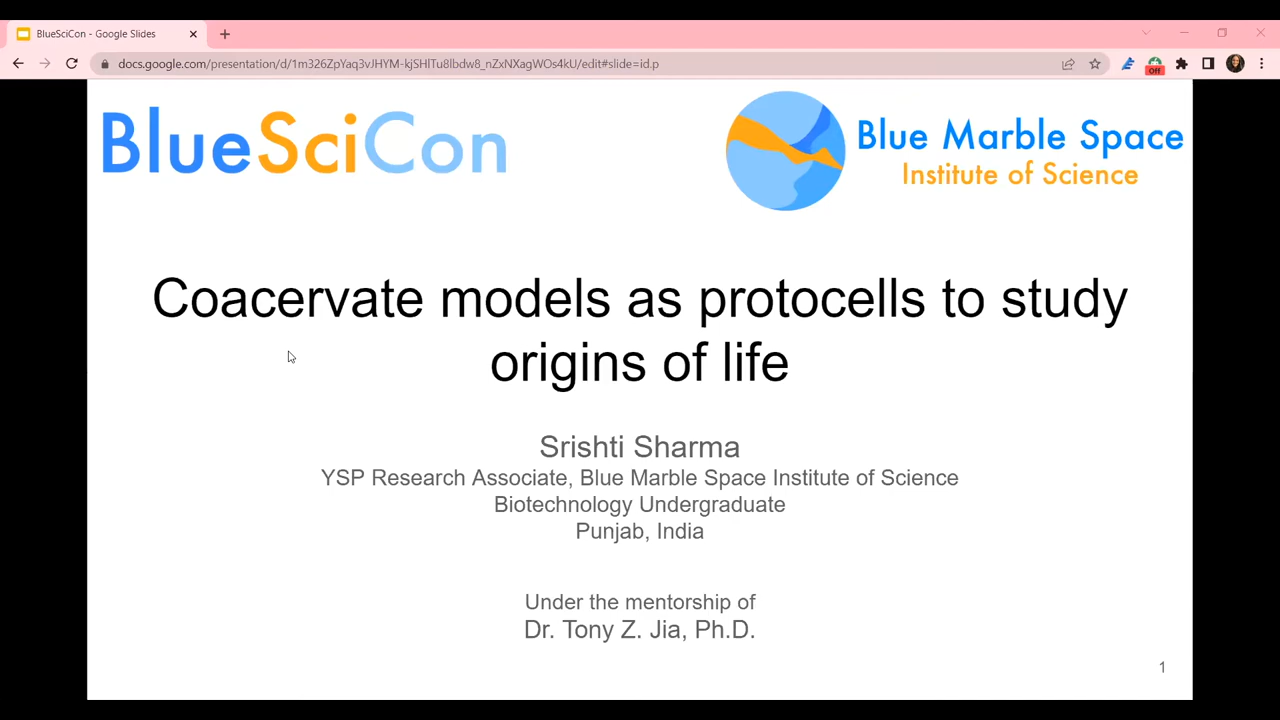 BlueSciCon - Google Slides
docs.google.com/presentation/d/1m326ZpYaq3vJHYM-kjSHlTu8lbdw8_nZxNXagWOs4kU/edit#slide=id.p
Off
BlueSciCon
Blue Marble Space
Institute of Science
Coacervate models as protocells to study
origins of life
Srishti Sharma
YSP Research Associate, Blue Marble Space Institute of Science
Biotechnology Undergraduate
Punjab, India
Under the mentorship of
Dr. Tony Z. Jia, Ph.D.
1